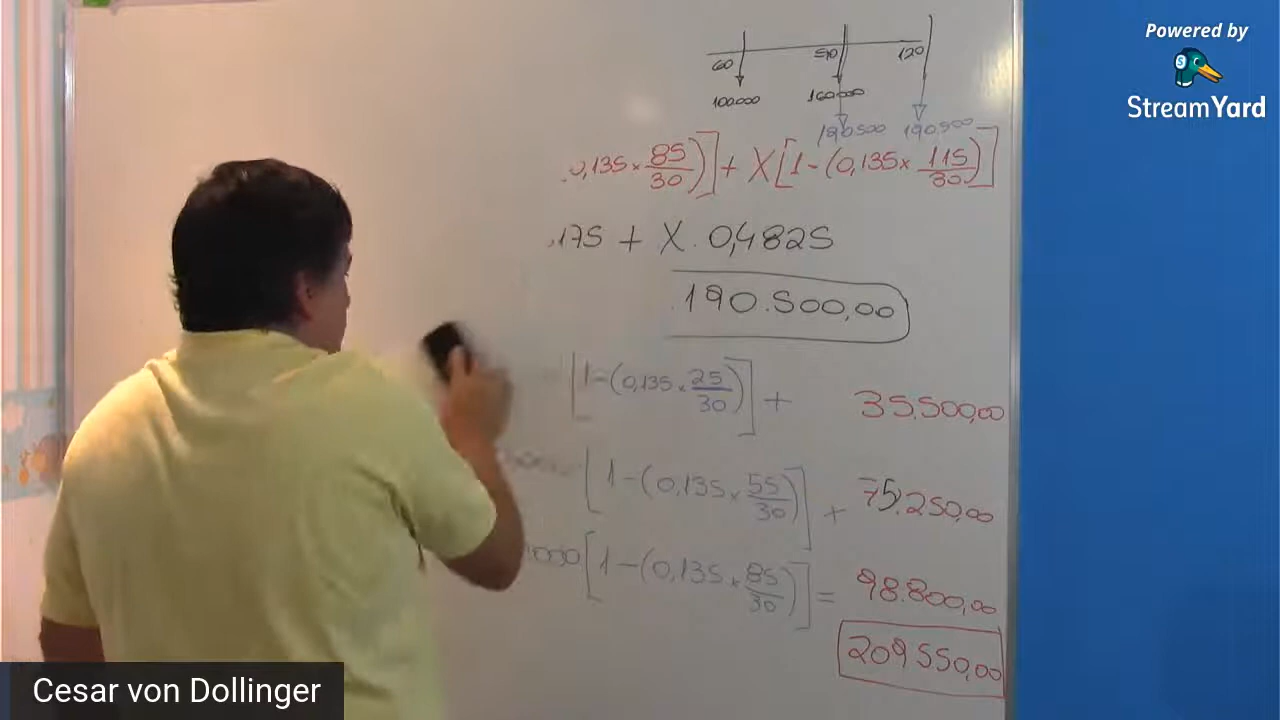 Powered by
StreamYard
60 510 120
100.000 160.000
190.500 190.500
0,135 × 85/30)] + X[1-(0,135 × 115/30)]
,175 + X . 0,4825
190.500,00
[1-(0,135 × 25/30)] + 35.500,00
[1-(0,135 × 55/30)] + 75.250,00
000[1-(0,135 × 85/30)] = 98.800,00
209.550,00
Cesar von Dollinger